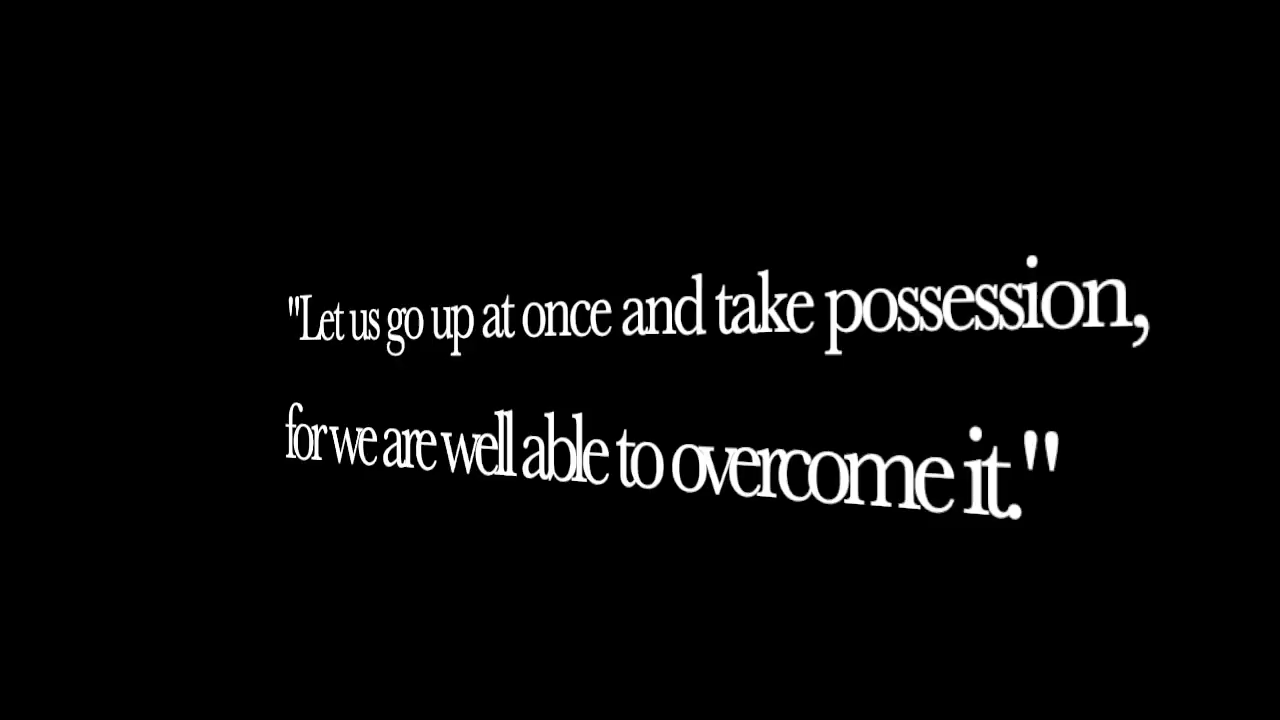 "Let us go up at once and take possession,
for we are well able to overcome it."